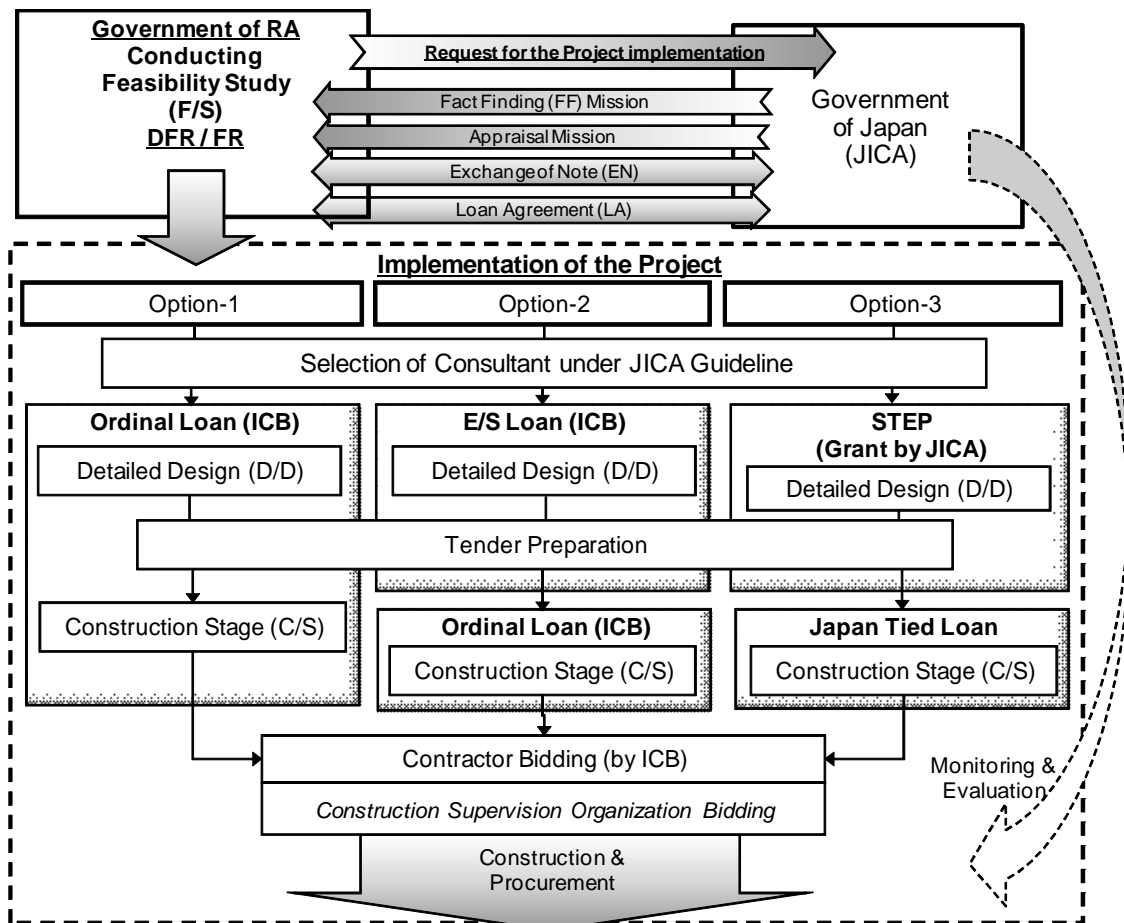 Government of RA
Conducting
Feasibility Study
(F/S)
DFR / FR
Request for the Project implementation
Fact Finding (FF) Mission
Appraisal Mission
Exchange of Note (EN)
Loan Agreement (LA)
Government
of Japan
(JICA)
Implementation of the Project
Option-1
Option-2
Option-3
Selection of Consultant under JICA Guideline
Ordinal Loan (ICB)
Detailed Design (D/D)
E/S Loan (ICB)
Detailed Design (D/D)
STEP
(Grant by JICA)
Detailed Design (D/D)
Tender Preparation
Construction Stage (C/S)
Ordinal Loan (ICB)
Construction Stage (C/S)
Japan Tied Loan
Construction Stage (C/S)
Contractor Bidding (by ICB)
Construction Supervision Organization Bidding
Monitoring &
Evaluation
Construction &
Procurement